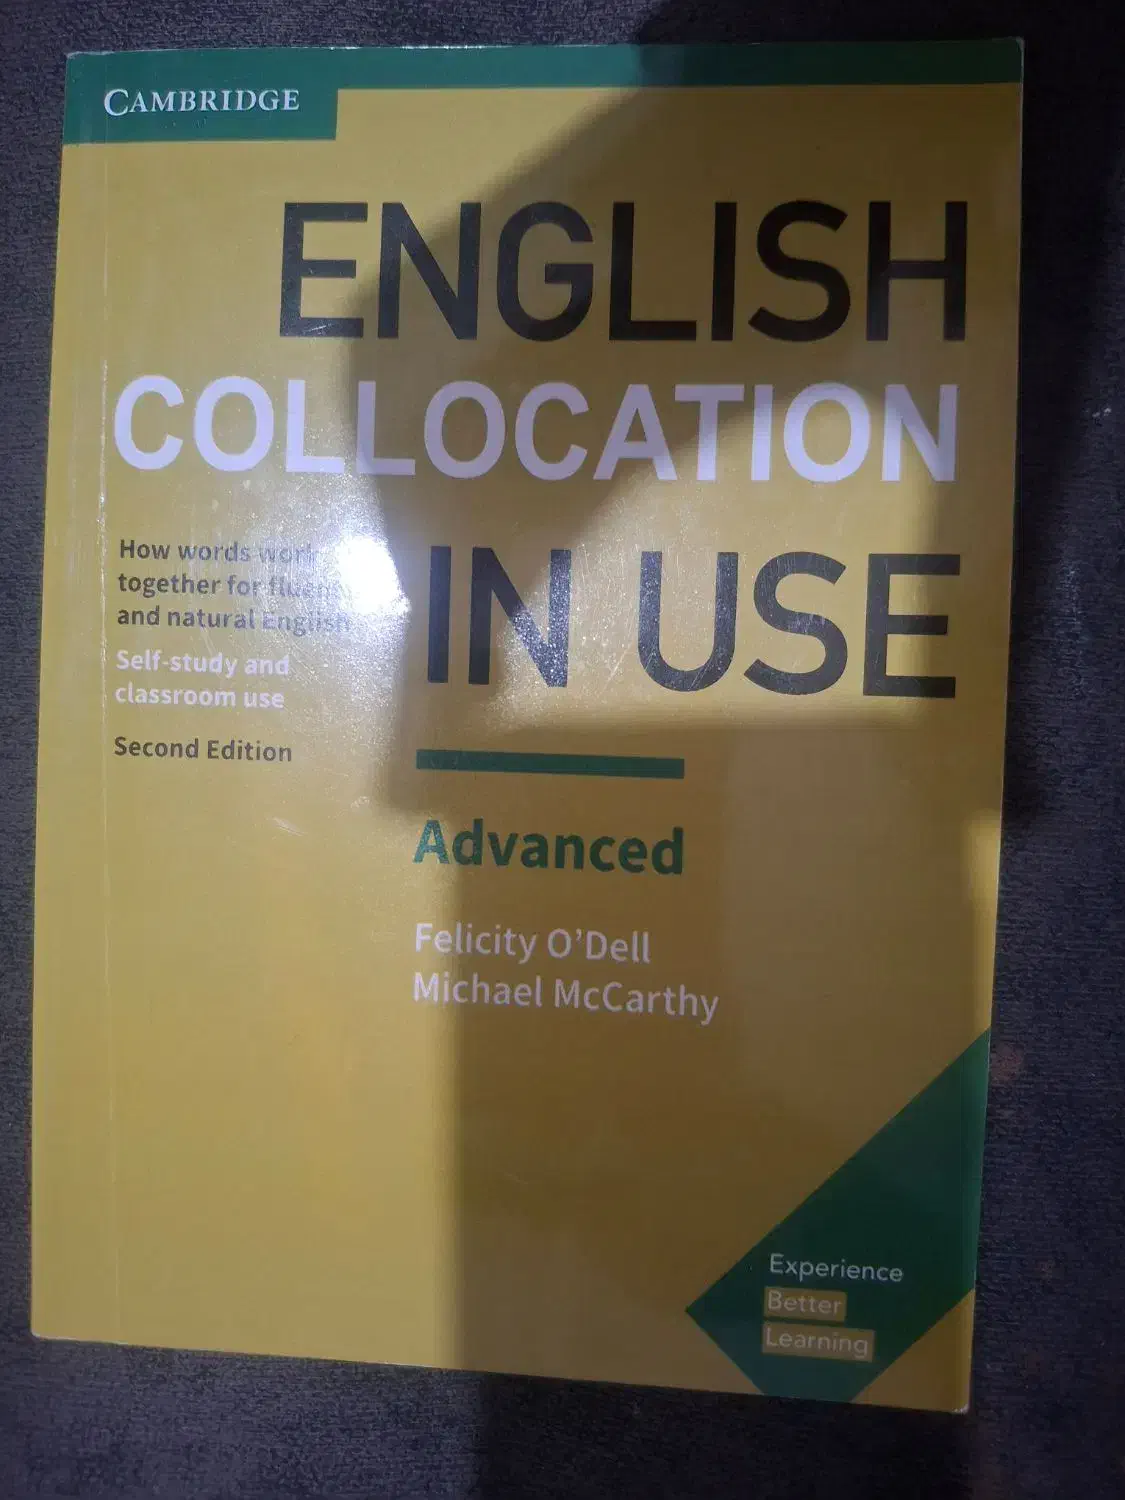 CAMBRIDGE
ENGLISH
COLLOCATION
IN USE
How words work
together for fluent
and natural English
Self-study and
classroom use
Second Edition
Advanced
Felicity O'Dell
Michael McCarthy
Experience
Better
Learning